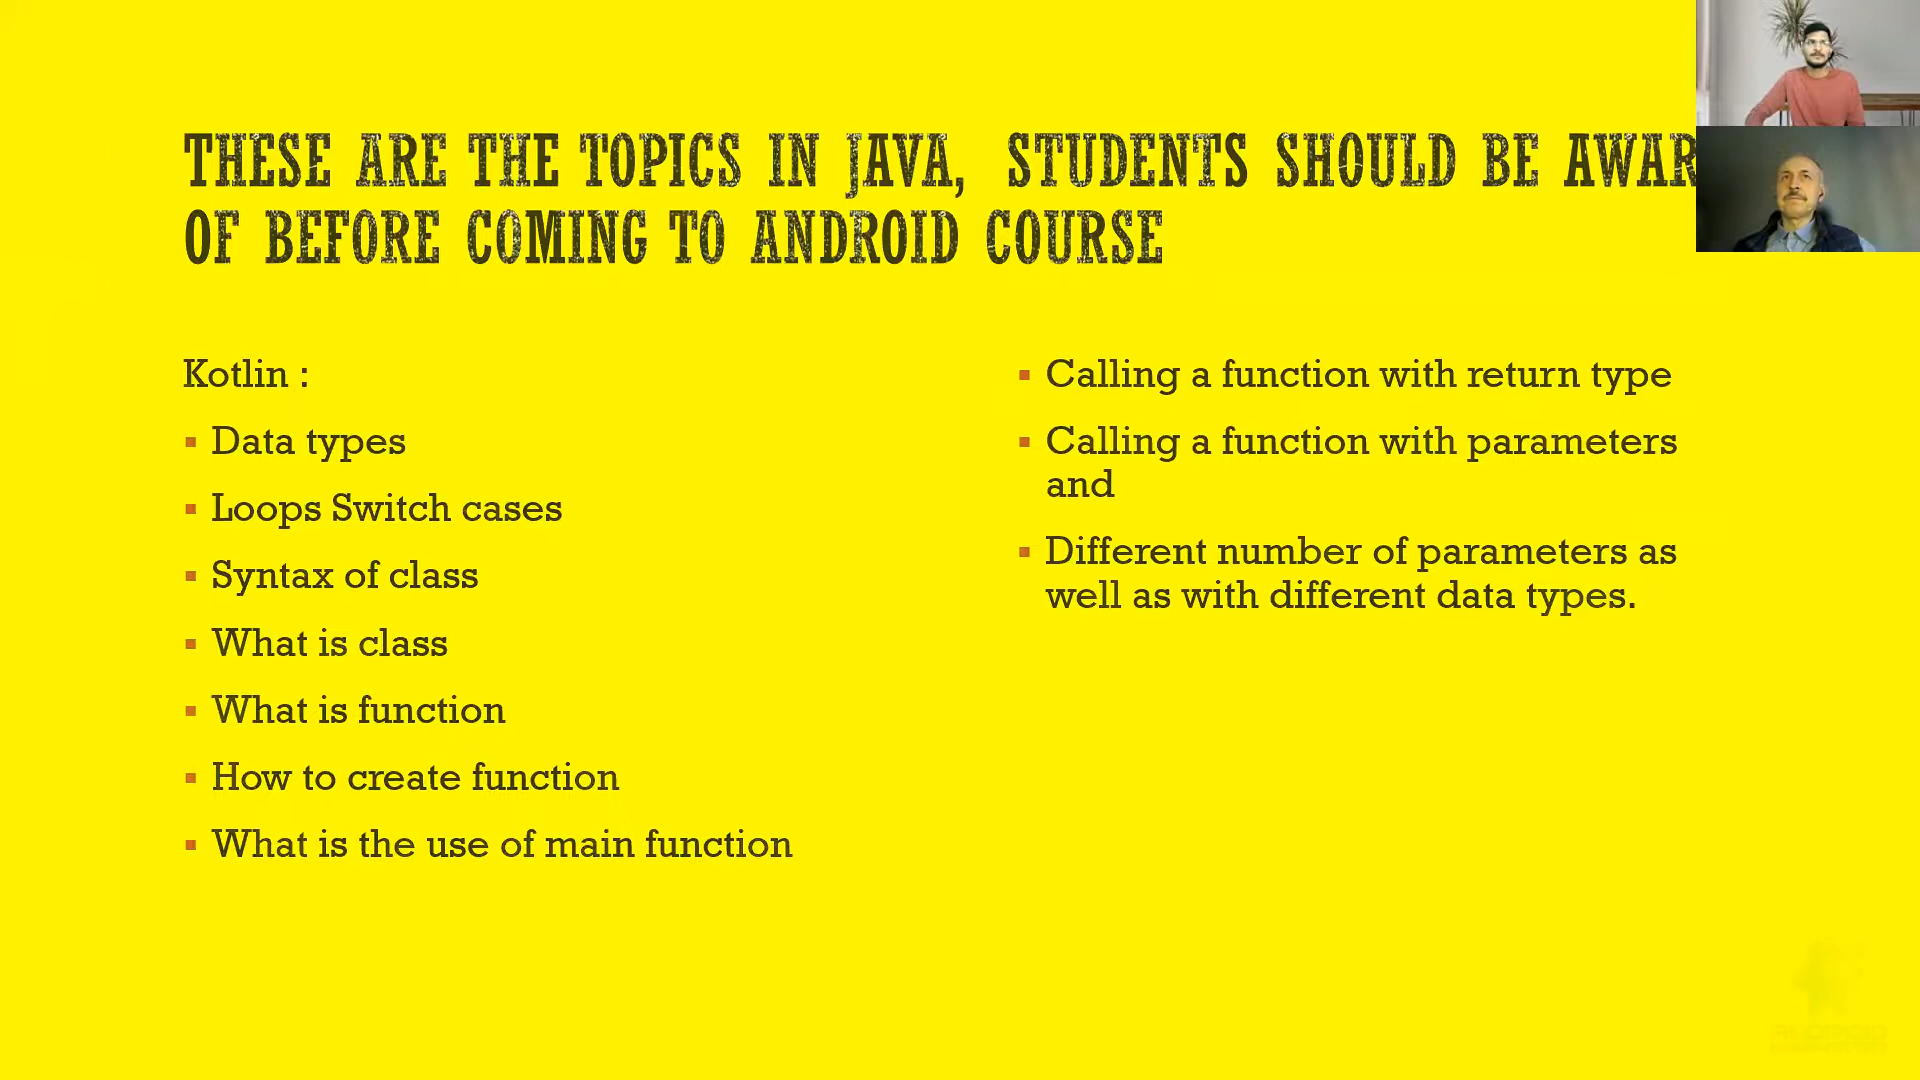 THESE ARE THE TOPICS IN JAVA, STUDENTS SHOULD BE AWAR
OF BEFORE COMING TO ANDROID COURSE
Kotlin :
Data types
Loops Switch cases
Syntax of class
What is class
What is function
How to create function
What is the use of main function
Calling a function with return type
Calling a function with parameters
and
Different number of parameters as
well as with different data types.